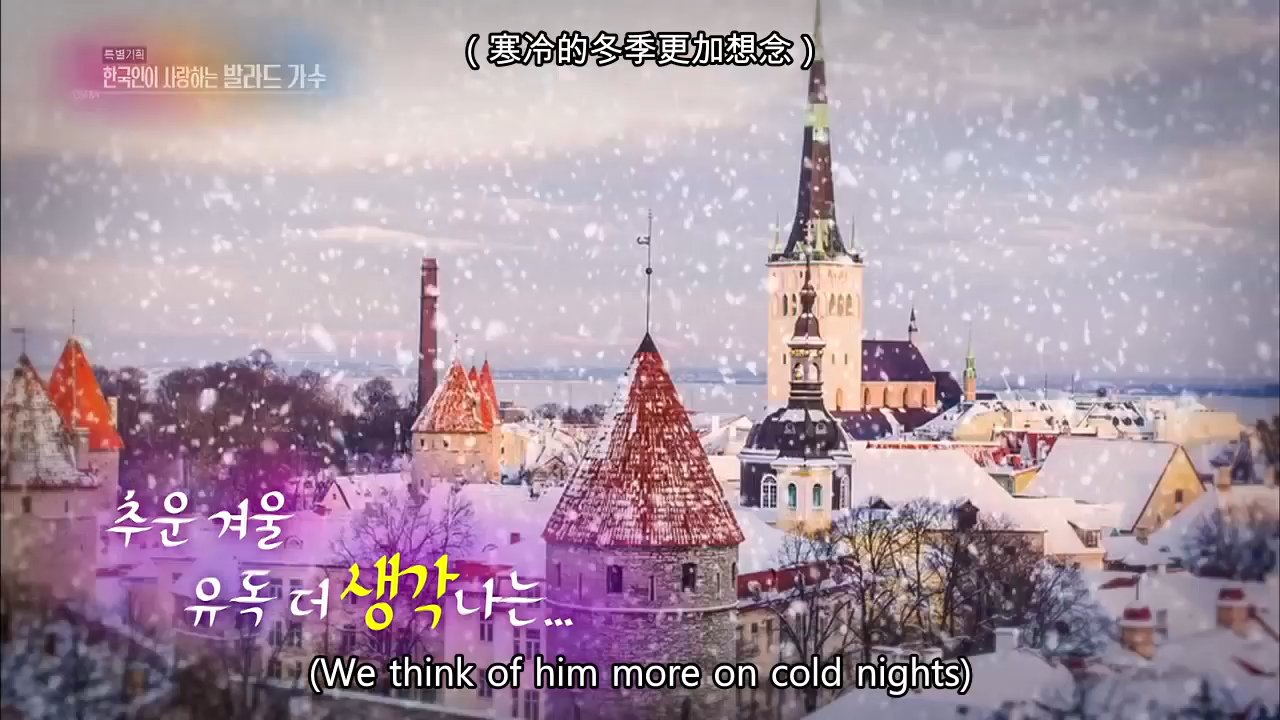 (寒冷的冬季更加想念)
특별기획
한국인이 사랑하는 발라드 가수
추운 겨울
유독 더 생각나는...
(We think of him more on cold nights)